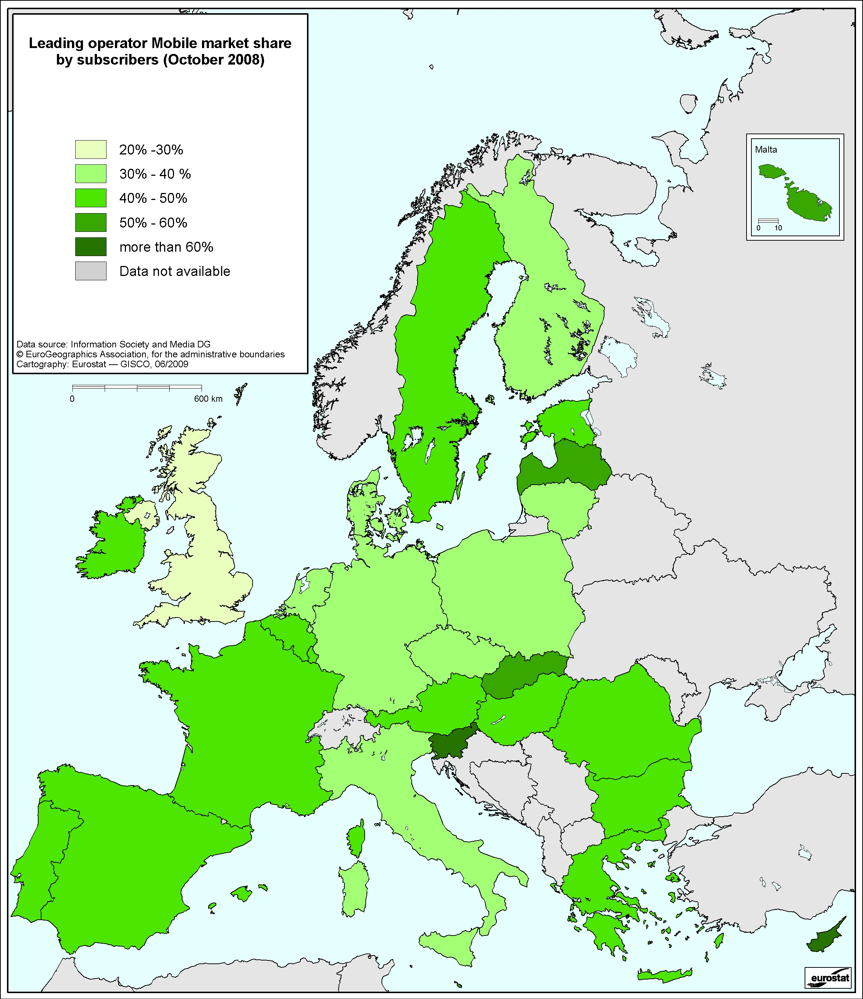 Leading operator Mobile market share
by subscribers (October 2008)
20% -30%
30% - 40 %
40% - 50%
50% - 60%
more than 60%
Data not available
Data source: Information Society and Media DG
© EuroGeographics Association, for the administrative boundaries
Cartography: Eurostat — GISCO, 06/2009
0 600 km
Malta
0 10
eurostat